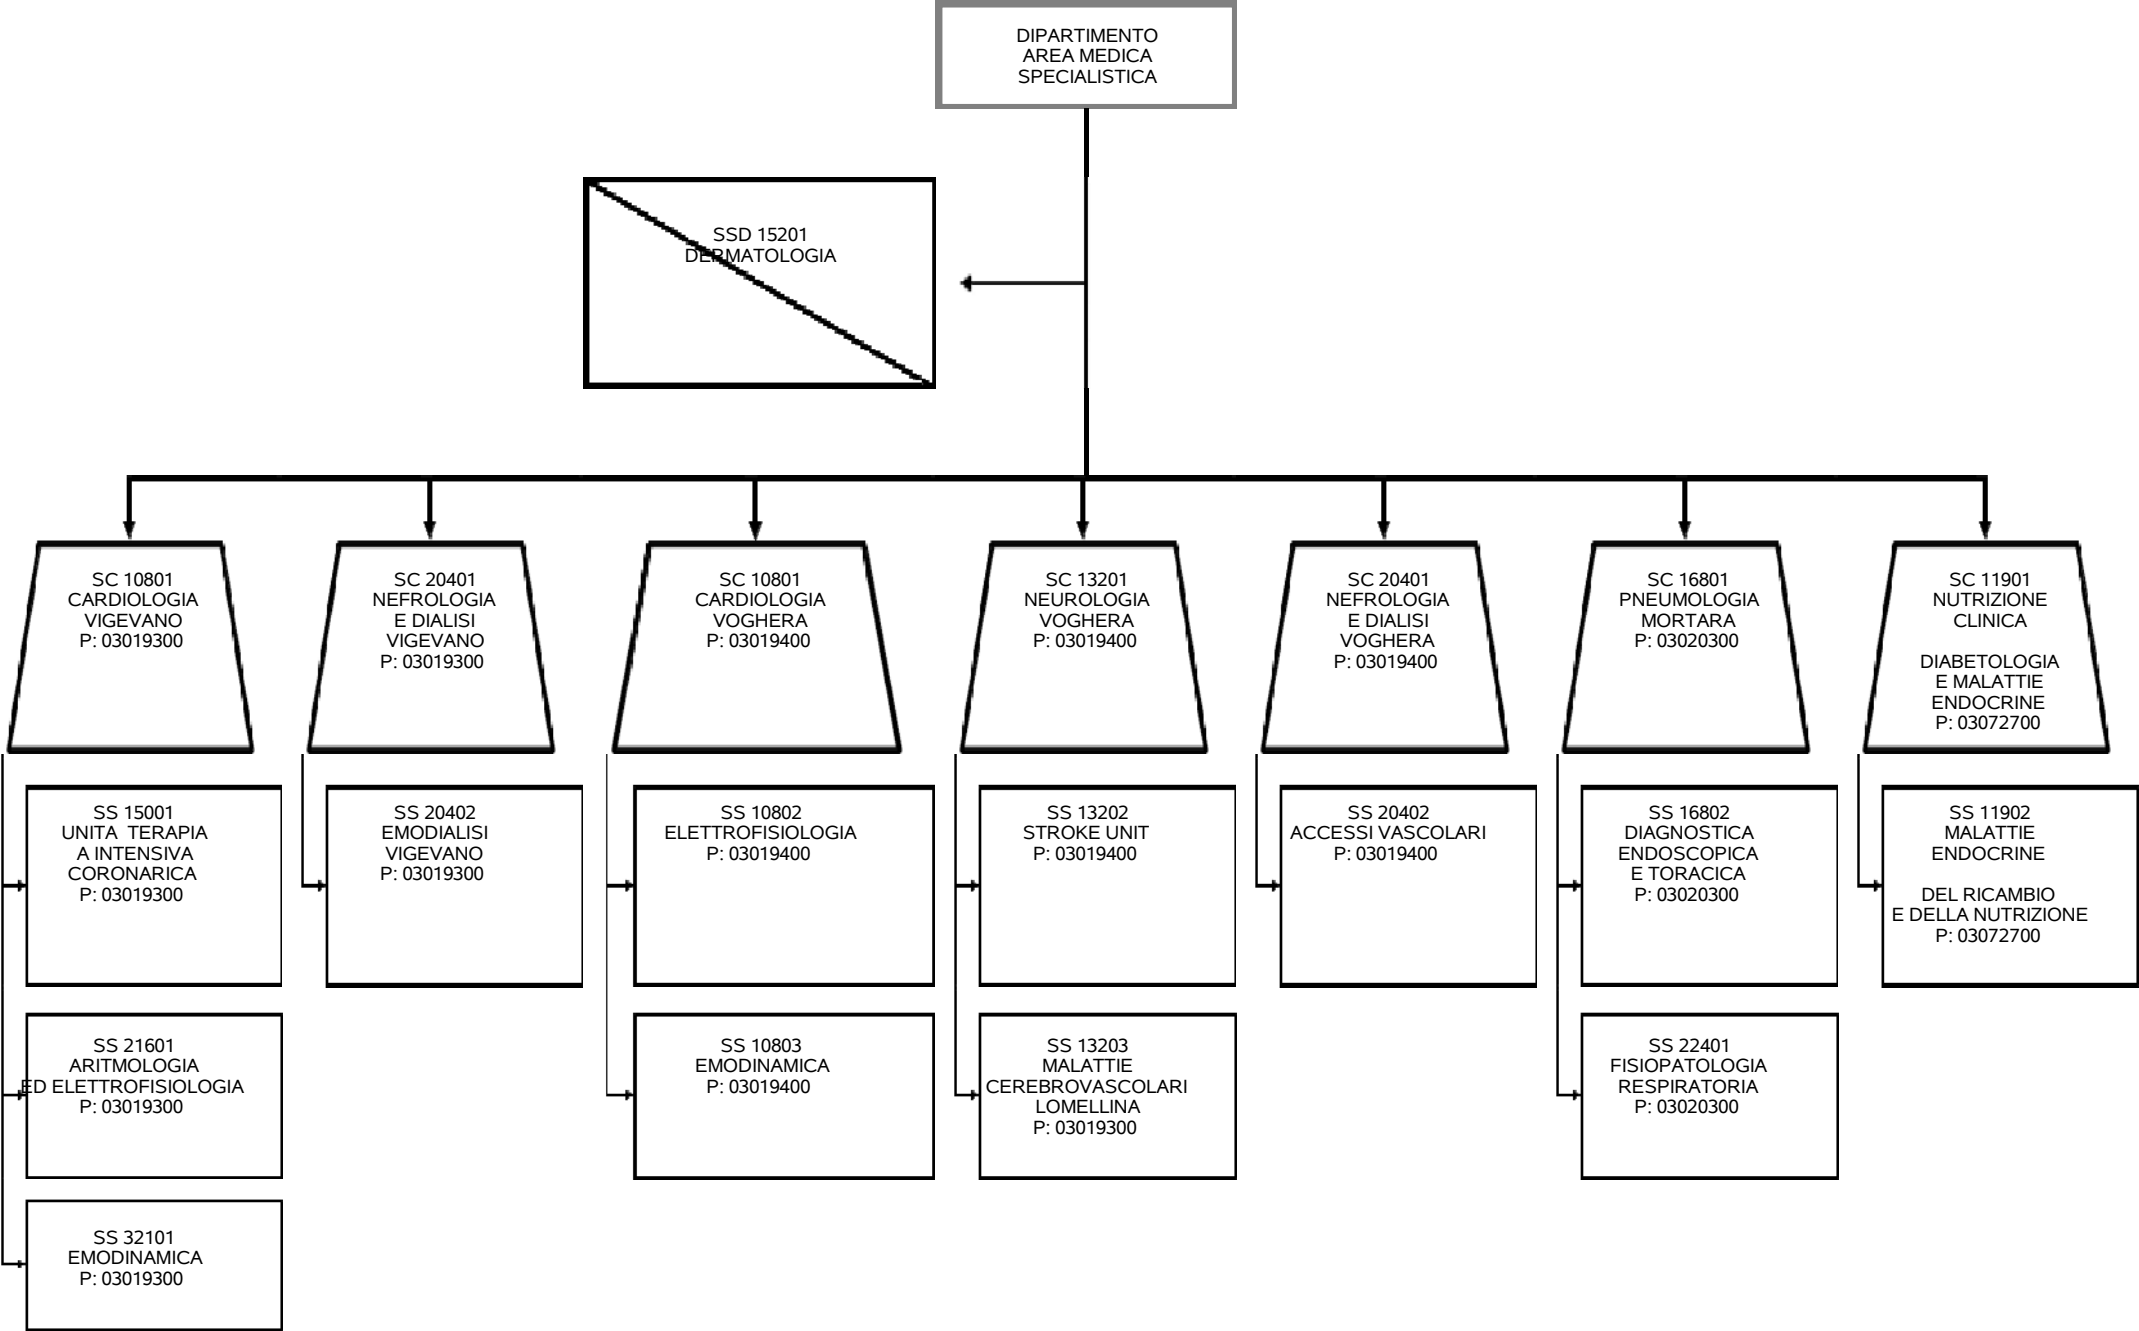 DIPARTIMENTO
AREA MEDICA
SPECIALISTICA
SSD 15201
DERMATOLOGIA
SC 10801
CARDIOLOGIA
VIGEVANO
P: 03019300
SC 20401
NEFROLOGIA
E DIALISI
VIGEVANO
P: 03019300
SC 10801
CARDIOLOGIA
VOGHERA
P: 03019400
SC 13201
NEUROLOGIA
VOGHERA
P: 03019400
SC 20401
NEFROLOGIA
E DIALISI
VOGHERA
P: 03019400
SC 16801
PNEUMOLOGIA
MORTARA
P: 03020300
SC 11901
NUTRIZIONE
CLINICA
DIABETOLOGIA
E MALATTIE
ENDOCRINE
P: 03072700
SS 15001
UNITA TERAPIA
A INTENSIVA
CORONARICA
P: 03019300
SS 20402
EMODIALISI
VIGEVANO
P: 03019300
SS 10802
ELETTROFISIOLOGIA
P: 03019400
SS 13202
STROKE UNIT
P: 03019400
SS 20402
ACCESSI VASCOLARI
P: 03019400
SS 16802
DIAGNOSTICA
ENDOSCOPICA
E TORACICA
P: 03020300
SS 11902
MALATTIE
ENDOCRINE
DEL RICAMBIO
E DELLA NUTRIZIONE
P: 03072700
SS 21601
ARITMOLOGIA
ED ELETTROFISIOLOGIA
P: 03019300
SS 10803
EMODINAMICA
P: 03019400
SS 13203
MALATTIE
CEREBROVASCOLARI
LOMELLINA
P: 03019300
SS 22401
FISIOPATOLOGIA
RESPIRATORIA
P: 03020300
SS 32101
EMODINAMICA
P: 03019300